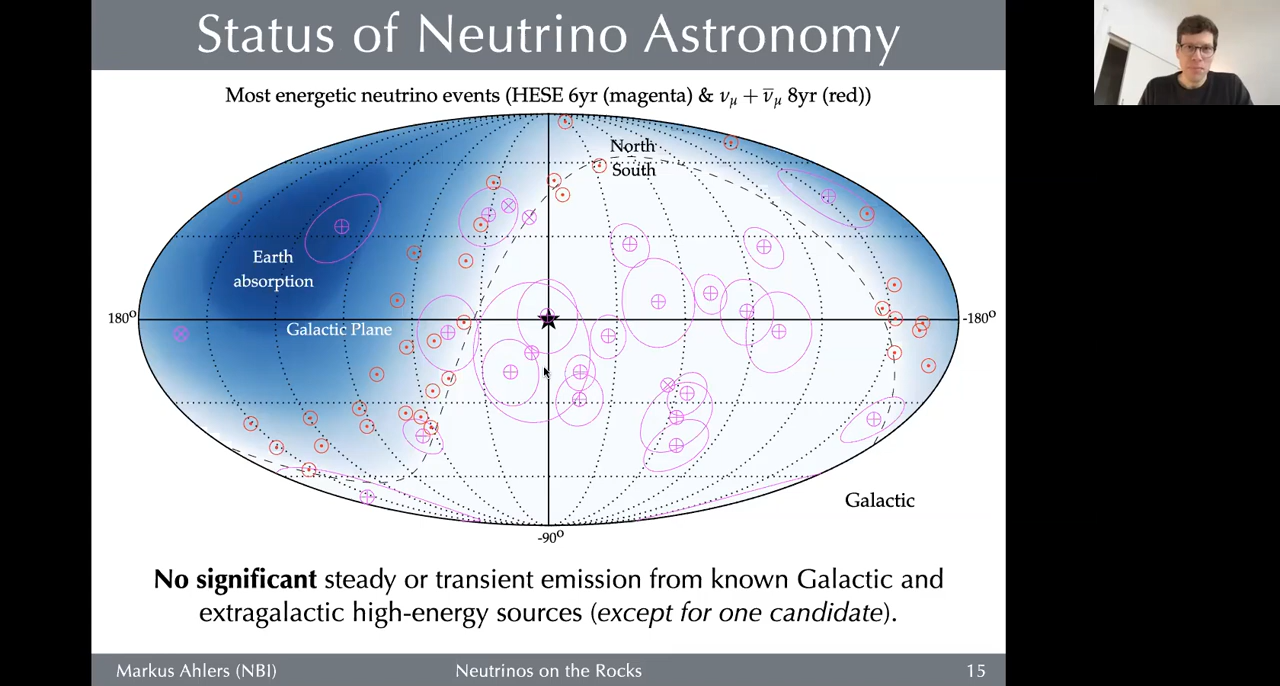 Status of Neutrino Astronomy
Most energetic neutrino events (HESE 6yr (magenta) & νμ + ν̄μ 8yr (red))
North
South
Earth
absorption
180°
Galactic Plane
-180°
Galactic
-90°
No significant steady or transient emission from known Galactic and
extragalactic high-energy sources (except for one candidate).
Markus Ahlers (NBI)
Neutrinos on the Rocks
15